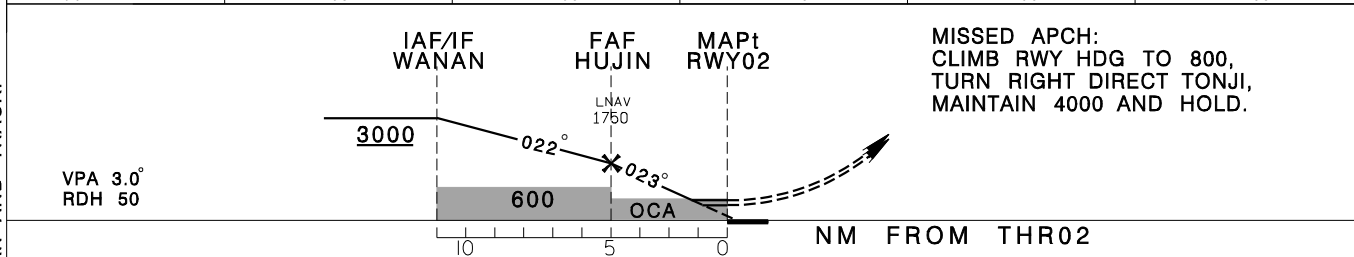 IAF/IF
WANAN
FAF
HUJIN
MAPt
RWY02
MISSED APCH:
CLIMB RWY HDG TO 800,
TURN RIGHT DIRECT TONJI,
MAINTAIN 4000 AND HOLD.
LNAV
1750
3000
022°
023°
VPA 3.0°
RDH 50
600
OCA
10
5
0
NM FROM THR02